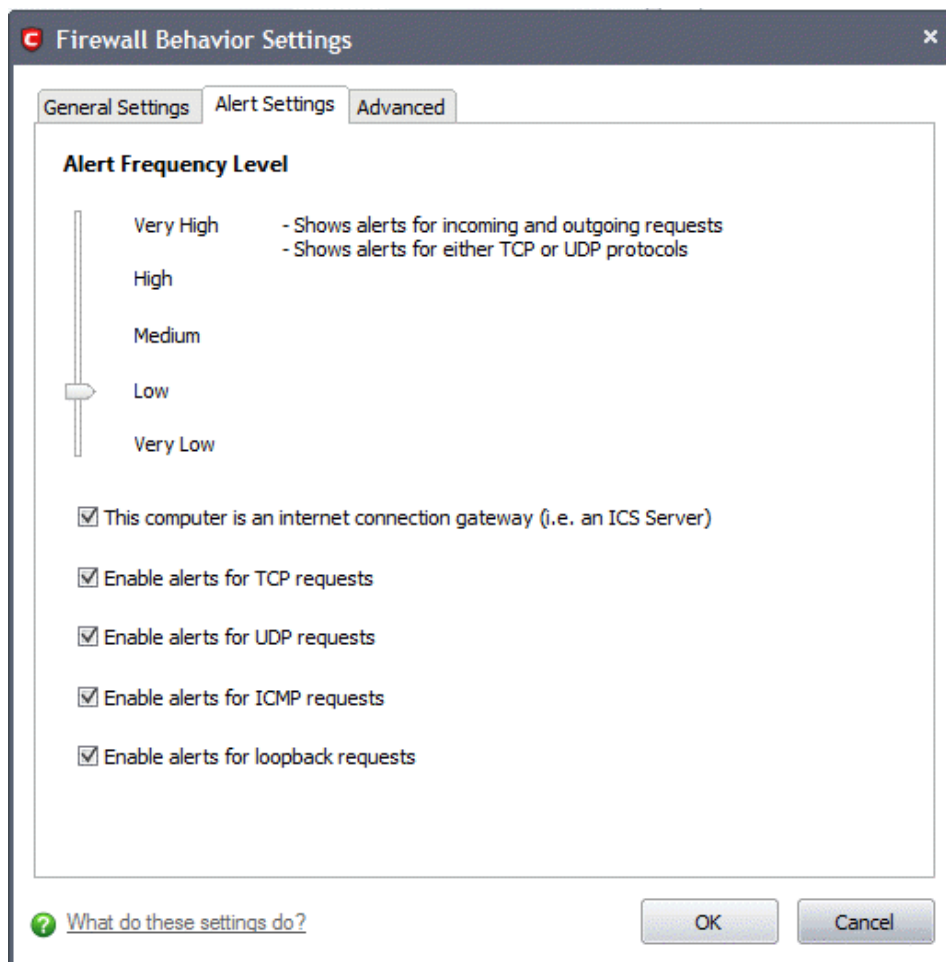 Firewall Behavior Settings
General Settings
Alert Settings
Advanced
Alert Frequency Level
Very High
- Shows alerts for incoming and outgoing requests
- Shows alerts for either TCP or UDP protocols
High
Medium
Low
Very Low
This computer is an internet connection gateway (i.e. an ICS Server)
Enable alerts for TCP requests
Enable alerts for UDP requests
Enable alerts for ICMP requests
Enable alerts for loopback requests
What do these settings do?
OK
Cancel